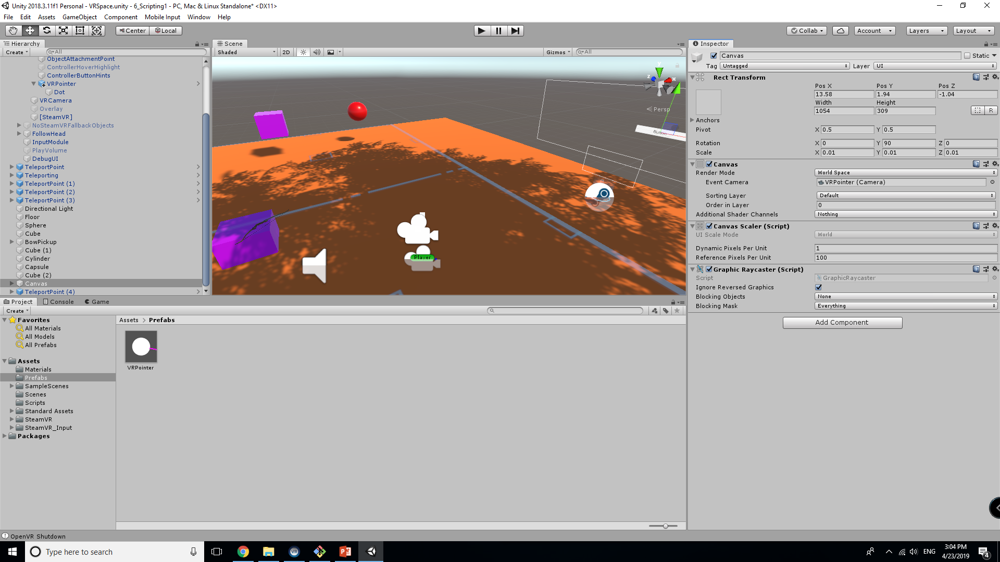 Unity 2018.3.11f1 Personal - VRSpace.unity - 6_Scripting1 - PC, Mac & Linux Standalone* <DX11>
File Edit Assets GameObject Component Mobile Input Window Help
Center Local
Collab Account Layers Layout
Hierarchy
Create All
ObjectAttachmentPoint
ControllerHoverHighlight
ControllerButtonHints
VRPointer
Dot
VRCamera
Overlay
[SteamVR]
NoSteamVRFallbackObjects
FollowHead
InputModule
PlayVolume
DebugUI
TeleportPoint
Teleporting
TeleportPoint (1)
TeleportPoint (2)
TeleportPoint (3)
Directional Light
Floor
Sphere
Cube
BowPickup
Cube (1)
Cylinder
Capsule
Cube (2)
Canvas
TeleportPoint (4)
Scene
Shaded 2D Gizmos All
y
z x
Persp
Button
Player
Project Console Game
Create
Favorites
All Materials
All Models
All Prefabs
Assets
Materials
Prefabs
SampleScenes
Scenes
Scripts
Standard Assets
SteamVR
SteamVR_Input
Packages
Assets > Prefabs
VRPointer
Inspector
Canvas Static
Tag Untagged Layer UI
Rect Transform
Pos X Pos Y Pos Z
13.58 1.94 -1.04
Width Height
1054 309 R
Anchors
Pivot X 0.5 Y 0.5
Rotation X 0 Y 90 Z 0
Scale X 0.01 Y 0.01 Z 0.01
Canvas
Render Mode World Space
Event Camera VRPointer (Camera)
Sorting Layer Default
Order in Layer 0
Additional Shader Channels Nothing
Canvas Scaler (Script)
UI Scale Mode World
Dynamic Pixels Per Unit 1
Reference Pixels Per Unit 100
Graphic Raycaster (Script)
Script GraphicRaycaster
Ignore Reversed Graphics
Blocking Objects None
Blocking Mask Everything
Add Component
OpenVR Shutdown
Type here to search
VR
ENG
3:04 PM
4/23/2019
4